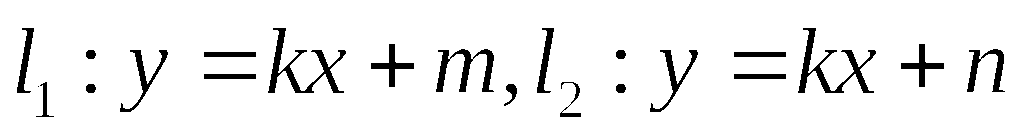 l₁ : y = kx + m, l₂ : y = kx + n